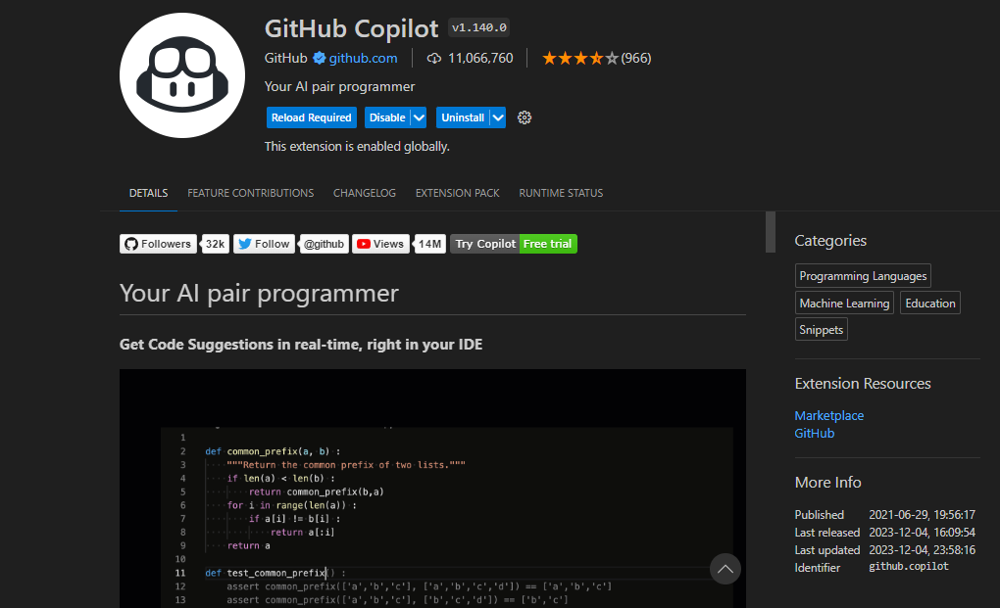 GitHub Copilot v1.140.0
GitHub github.com 11,066,760 (966)
Your AI pair programmer
Reload Required Disable Uninstall
This extension is enabled globally.
DETAILS FEATURE CONTRIBUTIONS CHANGELOG EXTENSION PACK RUNTIME STATUS
Followers 32k Follow @github Views 14M Try Copilot Free trial
Your AI pair programmer
Get Code Suggestions in real-time, right in your IDE
1
2 def common_prefix(a, b) :
3 """Return the common prefix of two lists."""
4 if len(a) < len(b) :
5 return common_prefix(b,a)
6 for i in range(len(a)) :
7 if a[i] != b[i] :
8 return a[:i]
9 return a
10
11 def test_common_prefix() :
12 assert common_prefix(['a','b','c'], ['a','b','c','d']) == ['a','b','c']
13 assert common_prefix(['a','b','c'], ['b','c','d']) == ['b','c']
Categories
Programming Languages
Machine Learning Education
Snippets
Extension Resources
Marketplace
GitHub
More Info
Published 2021-06-29, 19:56:17
Last released 2023-12-04, 16:09:54
Last updated 2023-12-04, 23:58:16
Identifier github.copilot